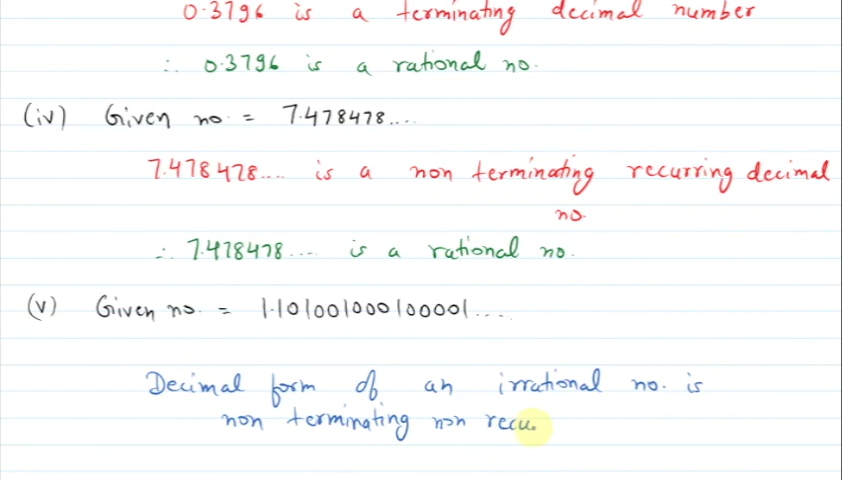 0.3796 is a terminating decimal number
∴ 0.3796 is a rational no.
(iv) Given no = 7.478478....
7.478478.... is a non terminating recurring decimal
no.
∴ 7.478478.... is a rational no.
(v) Given no. = 1.101001000100001....
Decimal form of an irrational no. is
non terminating non recu